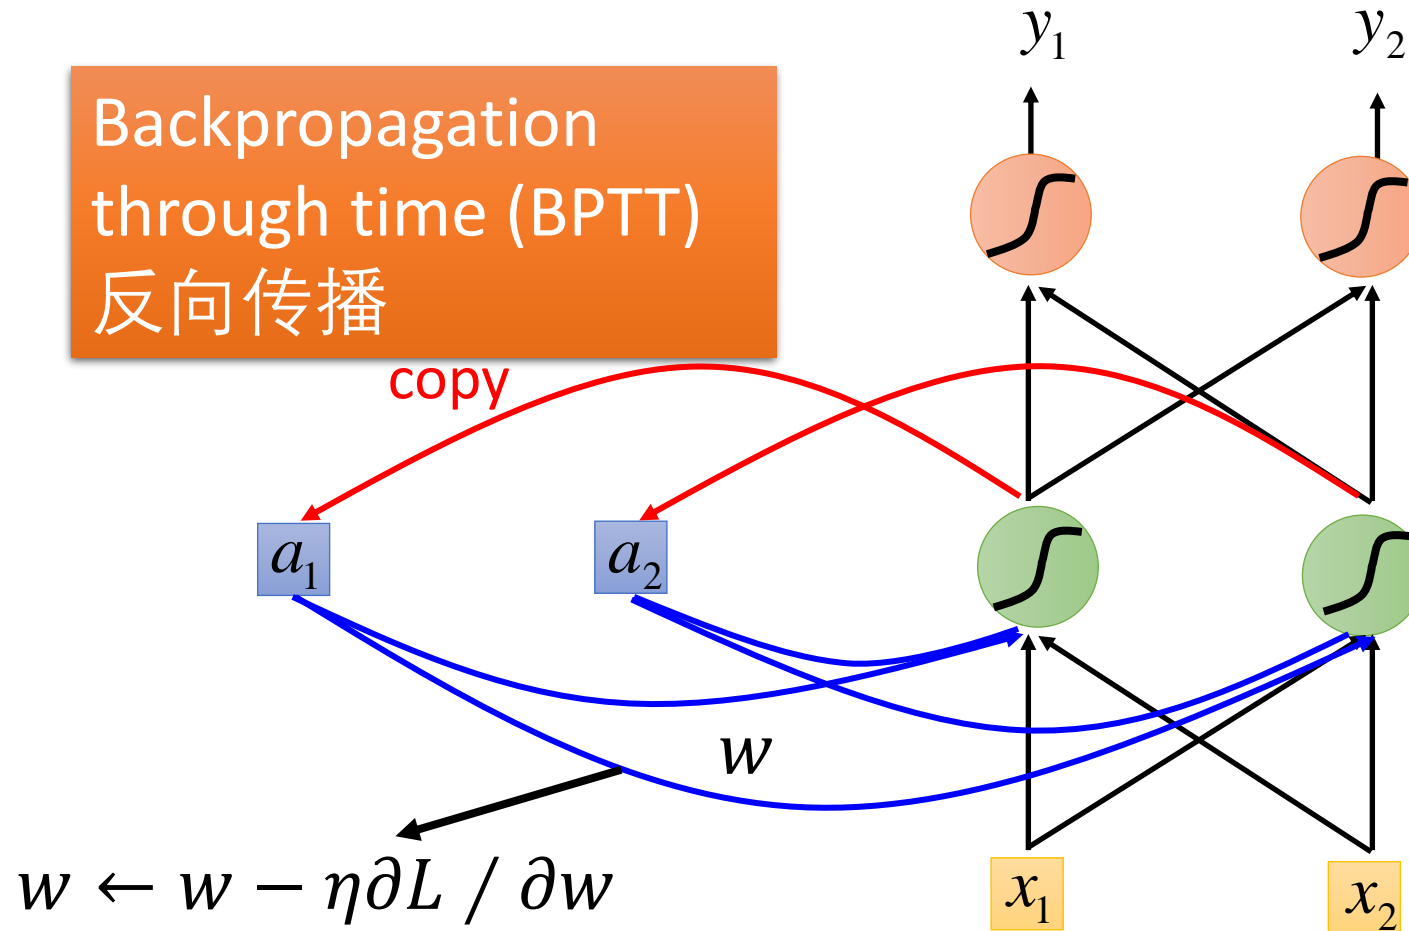 y₁ y₂
Backpropagation
through time (BPTT)
反向传播
copy
a₁ a₂
w
w ← w − η∂L / ∂w
x₁ x₂